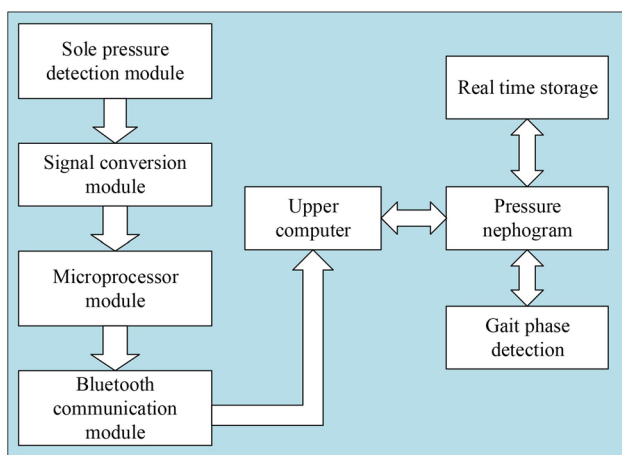 Sole pressure
detection module
Signal conversion
module
Microprocessor
module
Bluetooth
communication
module
Upper
computer
Real time storage
Pressure
nephogram
Gait phase
detection